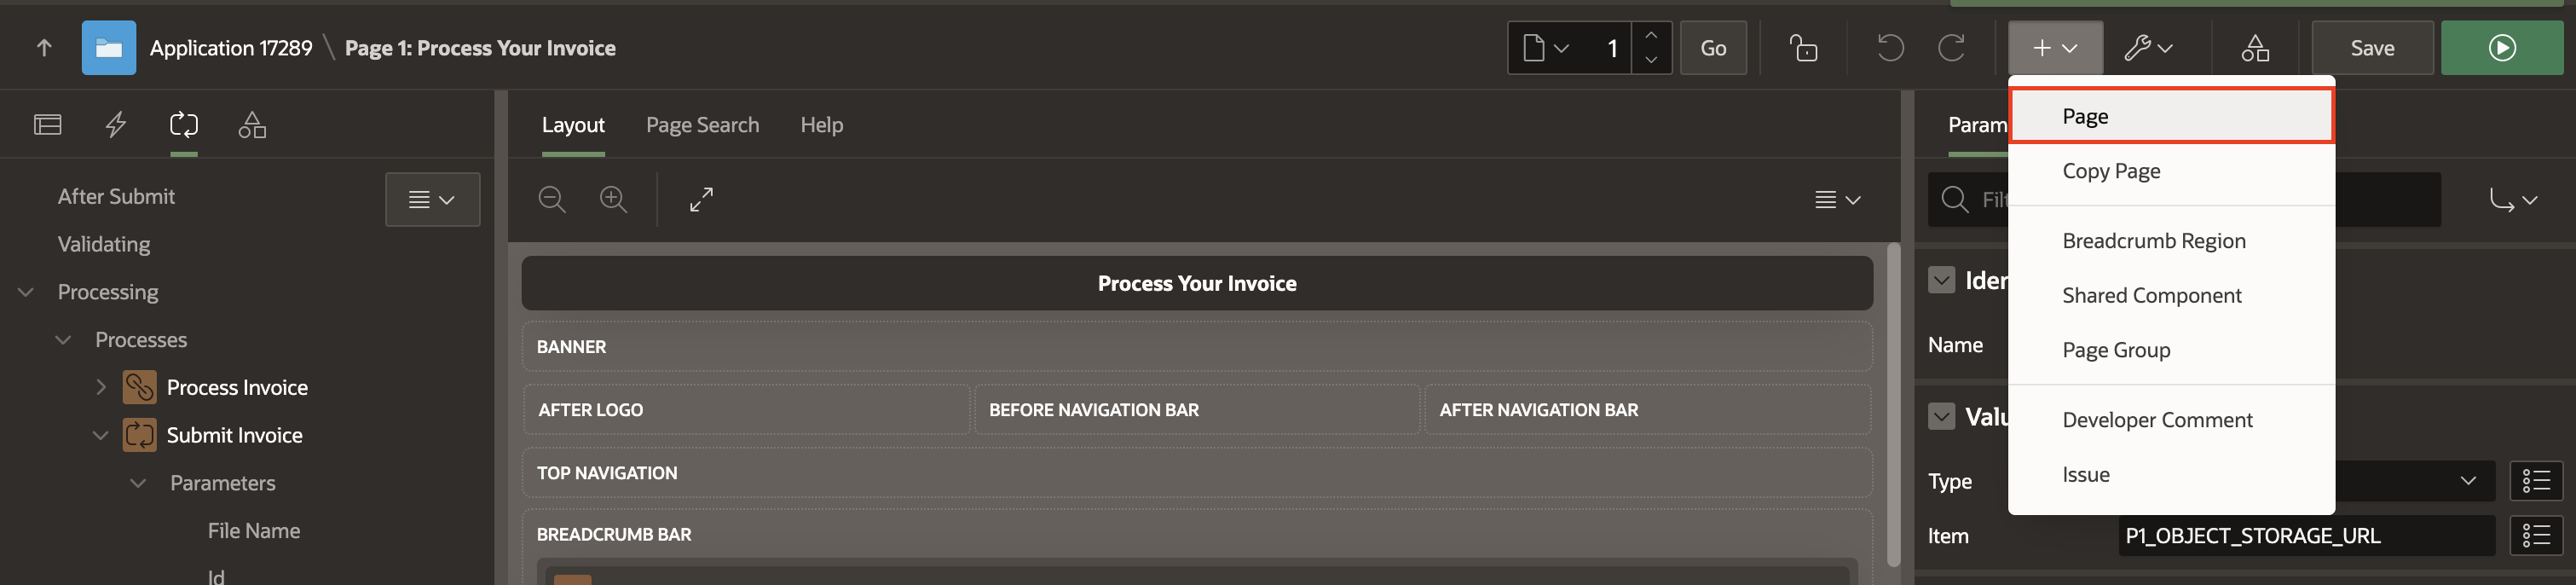 Application 17289 \ Page 1: Process Your Invoice
1
Go
Save
Layout
Page Search
Help
After Submit
Validating
Processing
Processes
Process Invoice
Submit Invoice
Parameters
File Name
Id
Process Your Invoice
BANNER
AFTER LOGO
BEFORE NAVIGATION BAR
AFTER NAVIGATION BAR
TOP NAVIGATION
BREADCRUMB BAR
Page
Copy Page
Breadcrumb Region
Shared Component
Page Group
Developer Comment
Issue
Param
Filt
Iden
Name
Valu
Type
Item
P1_OBJECT_STORAGE_URL